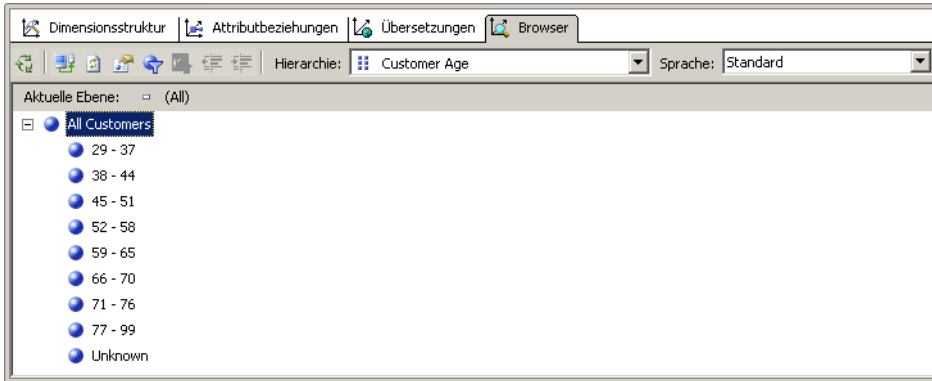 Dimensionsstruktur Attributbeziehungen Übersetzungen Browser
Hierarchie: Customer Age Sprache: Standard
Aktuelle Ebene: (All)
All Customers
29 - 37
38 - 44
45 - 51
52 - 58
59 - 65
66 - 70
71 - 76
77 - 99
Unknown